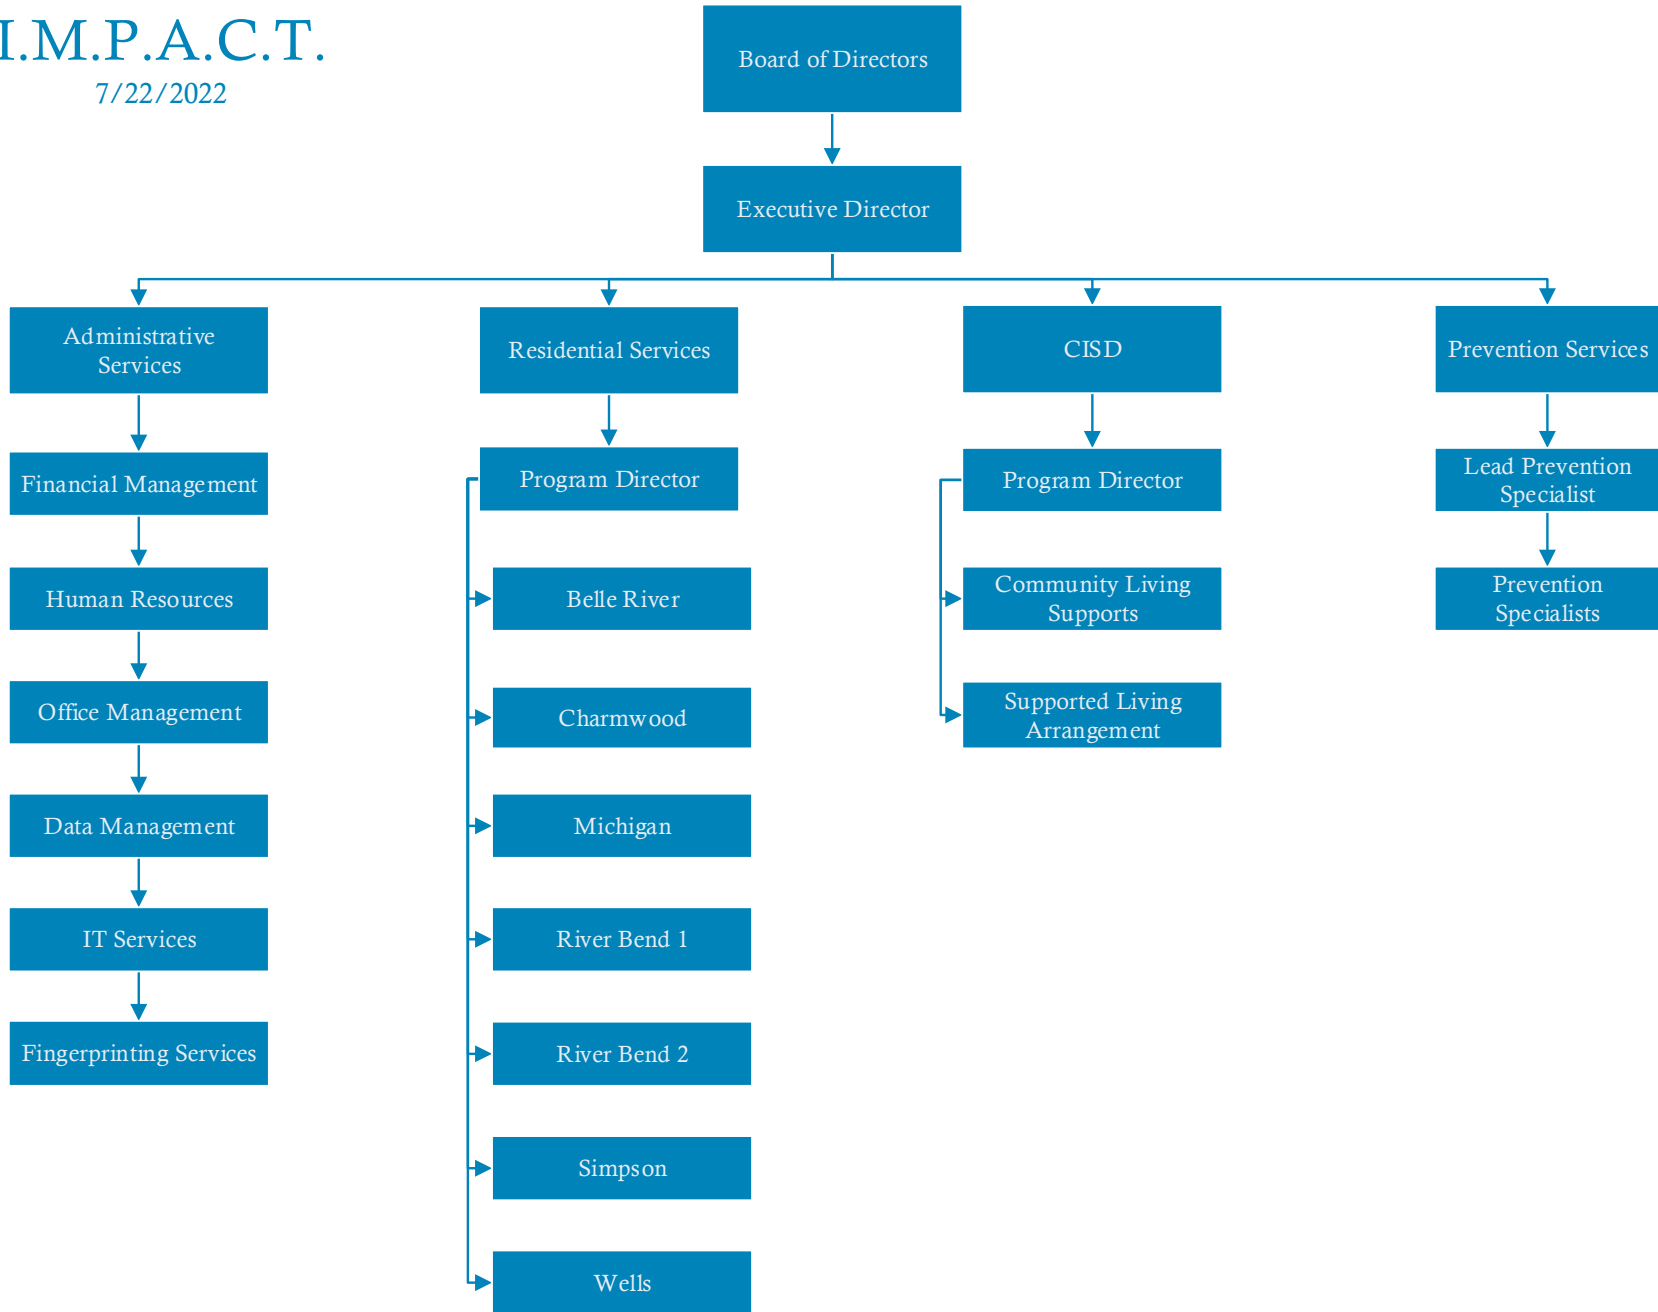 I.M.P.A.C.T.
7/22/2022
Board of Directors
Executive Director
Administrative
Services
Residential Services
CISD
Prevention Services
Financial Management
Program Director
Program Director
Lead Prevention
Specialist
Human Resources
Belle River
Community Living
Supports
Prevention
Specialists
Office Management
Charmwood
Supported Living
Arrangement
Data Management
Michigan
IT Services
River Bend 1
Fingerprinting Services
River Bend 2
Simpson
Wells